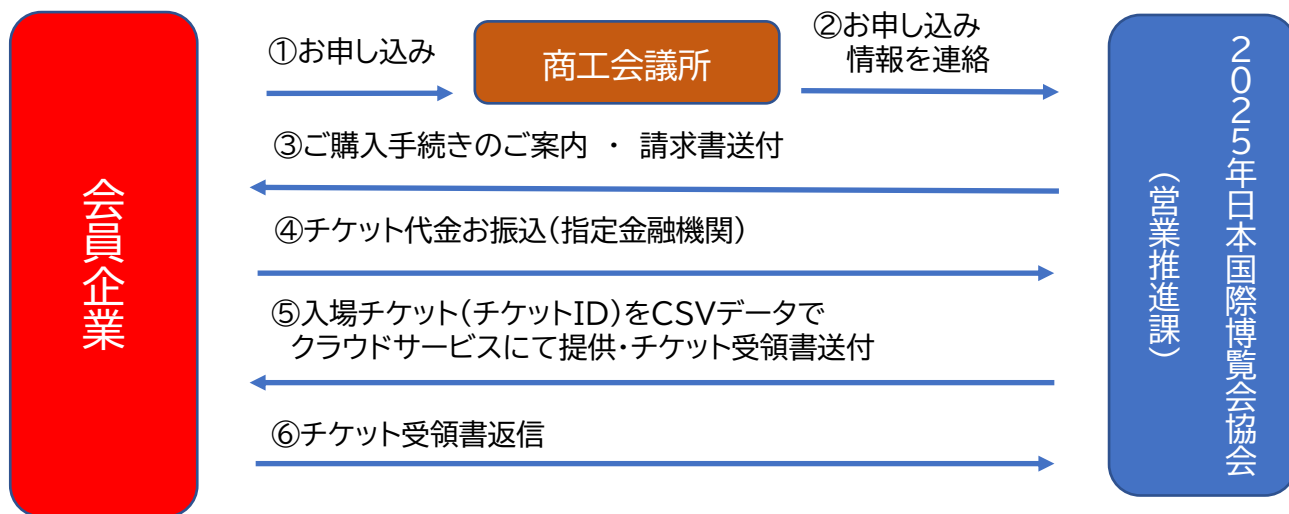 会員企業
①お申し込み
商工会議所
②お申し込み
情報を連絡
③ご購入手続きのご案内 ・ 請求書送付
④チケット代金お振込(指定金融機関)
⑤入場チケット(チケットID)をCSVデータで
クラウドサービスにて提供・チケット受領書送付
⑥チケット受領書返信
2025年日本国際博覧会協会
(営業推進課)